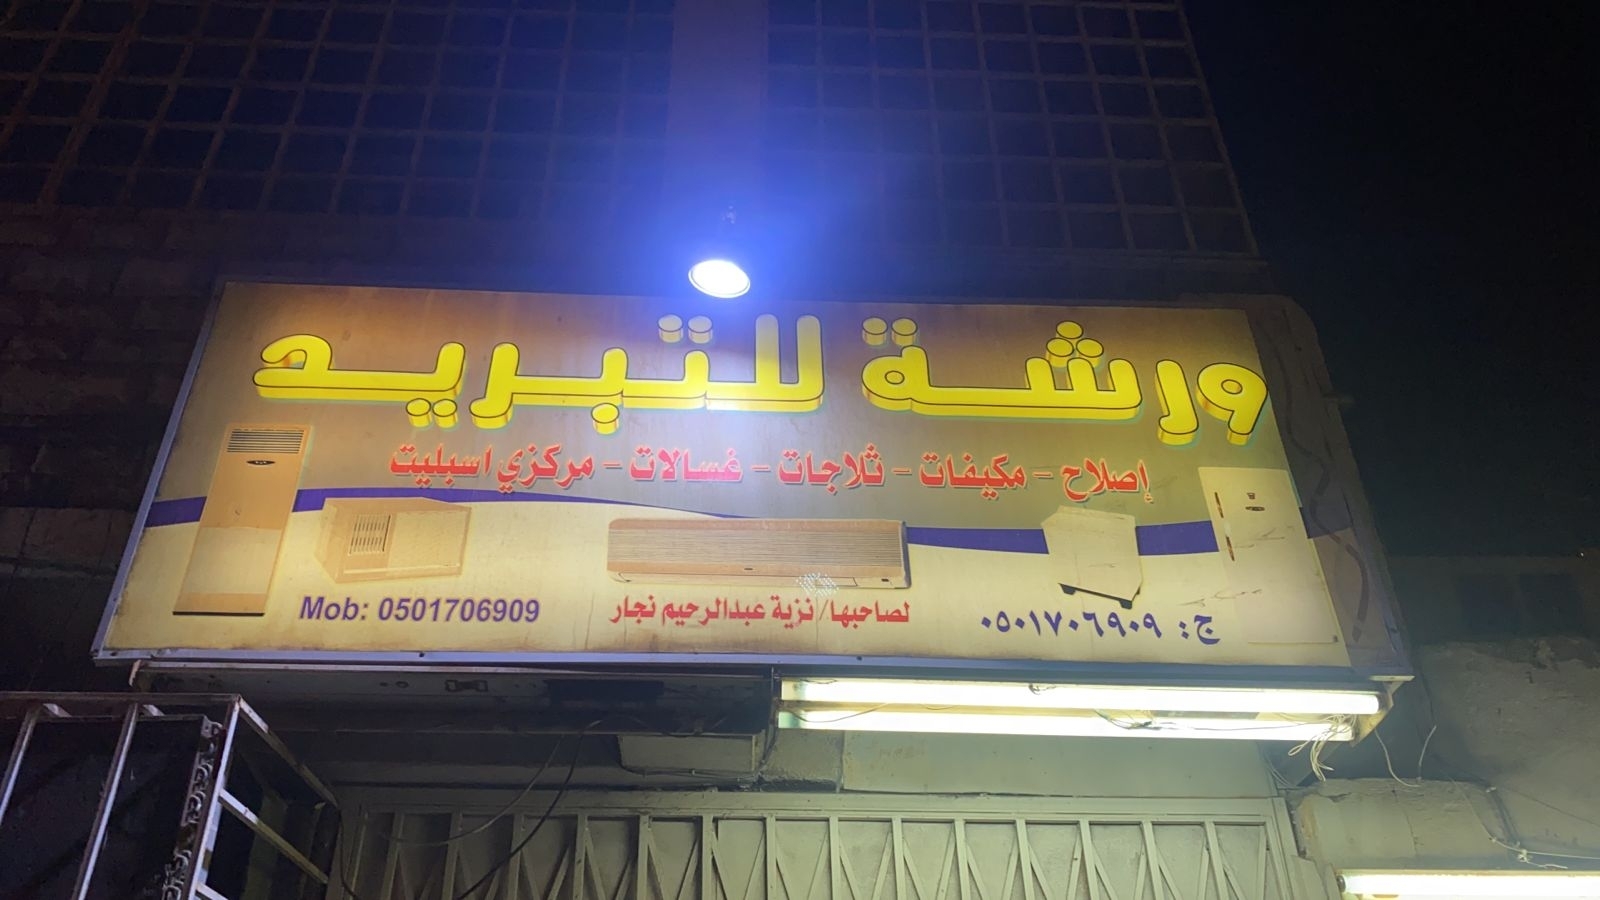 ورشة للتبريد
إصلاح - مكيفات - ثلاجات - غسالات - مركزي اسبليت
لصاحبها/ نزية عبدالرحيم نجار
ج: ٠٥٠١٧٠٦٩٠٩
Mob: 0501706909